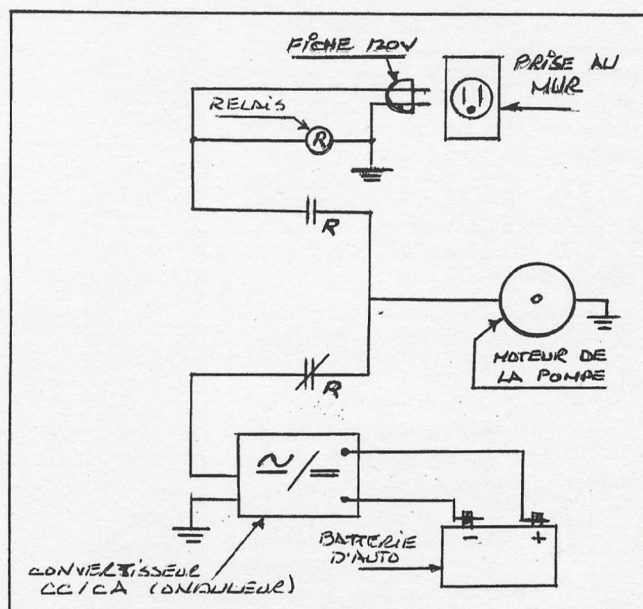 FICHE 120V
PRISE AU
MUR
RELAIS
R
R
R
MOTEUR DE
LA POMPE
~/=
- +
BATTERIE
D'AUTO
CONVERTISSEUR
CC/CA (ONDULEUR)